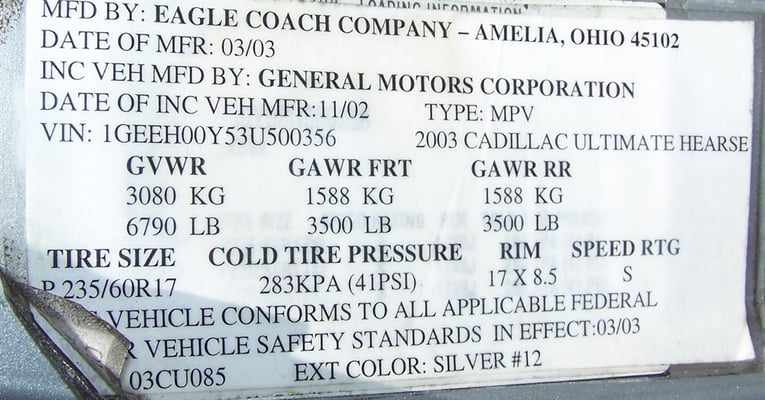 LOADING INFORMATION
MFD BY: EAGLE COACH COMPANY – AMELIA, OHIO 45102
DATE OF MFR: 03/03
INC VEH MFD BY: GENERAL MOTORS CORPORATION
DATE OF INC VEH MFR:11/02 TYPE: MPV
VIN: 1GEEH00Y53U500356 2003 CADILLAC ULTIMATE HEARSE
GVWR GAWR FRT GAWR RR
3080 KG 1588 KG 1588 KG
6790 LB 3500 LB 3500 LB
TIRE SIZE COLD TIRE PRESSURE RIM SPEED RTG
P 235/60R17 283KPA (41PSI) 17 X 8.5 S
VEHICLE CONFORMS TO ALL APPLICABLE FEDERAL
R VEHICLE SAFETY STANDARDS IN EFFECT:03/03
03CU085 EXT COLOR: SILVER #12